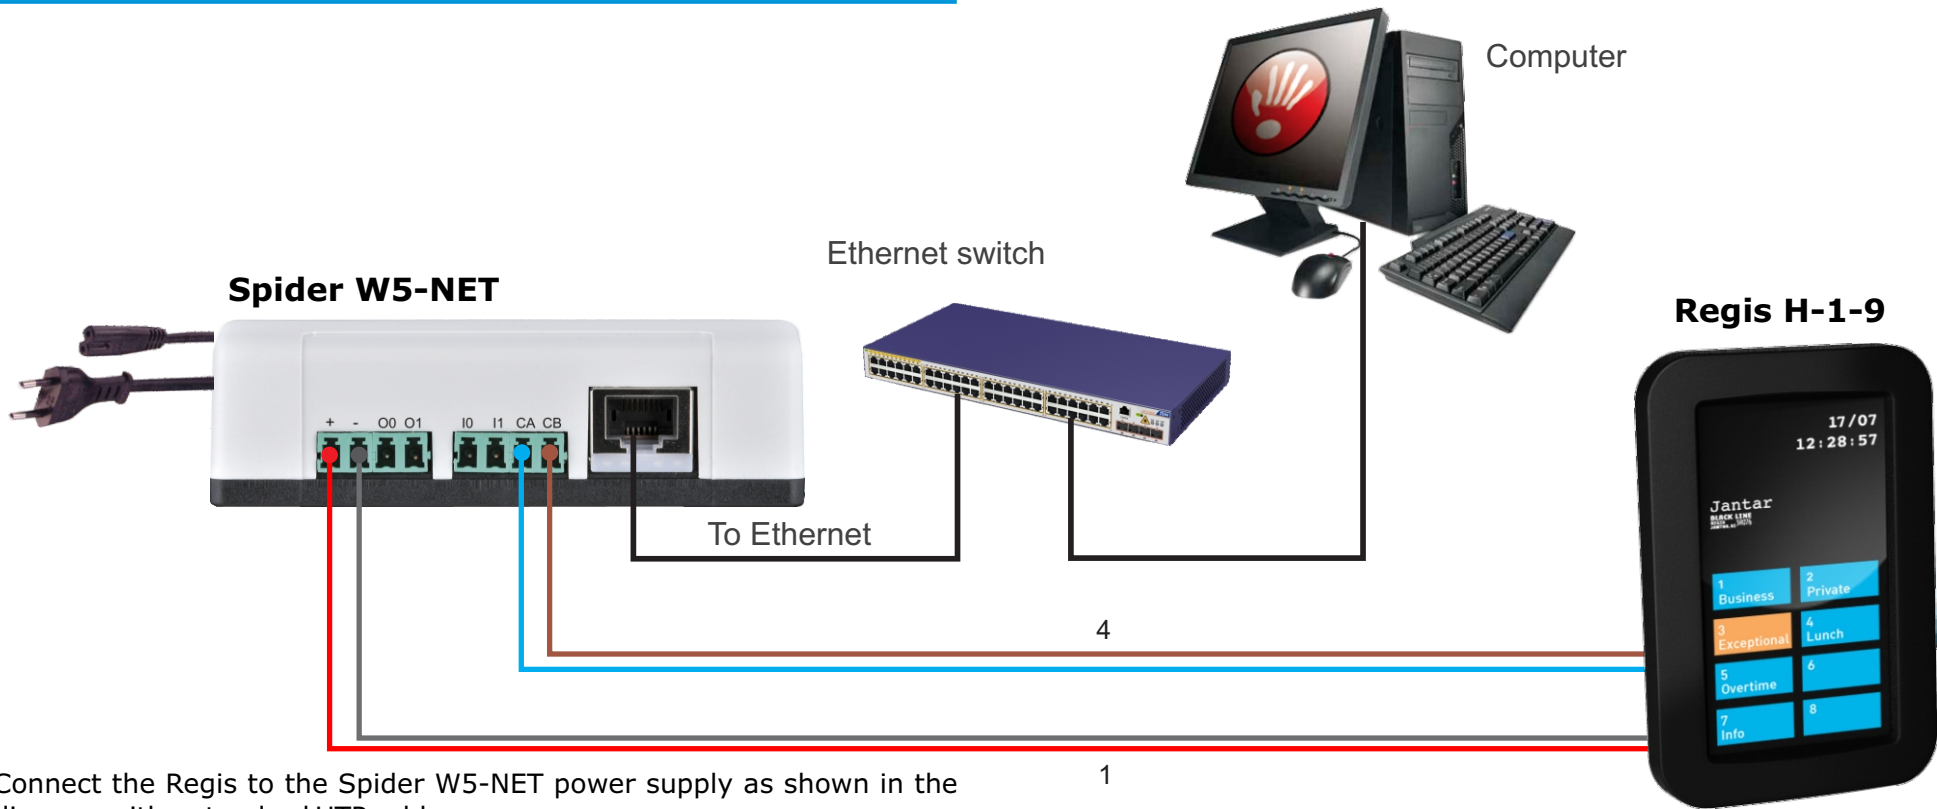 Computer
Ethernet switch
Spider W5-NET
Regis H-1-9
+ - O0 O1 I0 I1 CA CB
17/07
12:28:57
Jantar
BLACK LINE
To Ethernet
1 Business
2 Private
3 Exceptional
4 Lunch
5 Overtime
6
7 Info
8
4
1
Connect the Regis to the Spider W5-NET power supply as shown in the